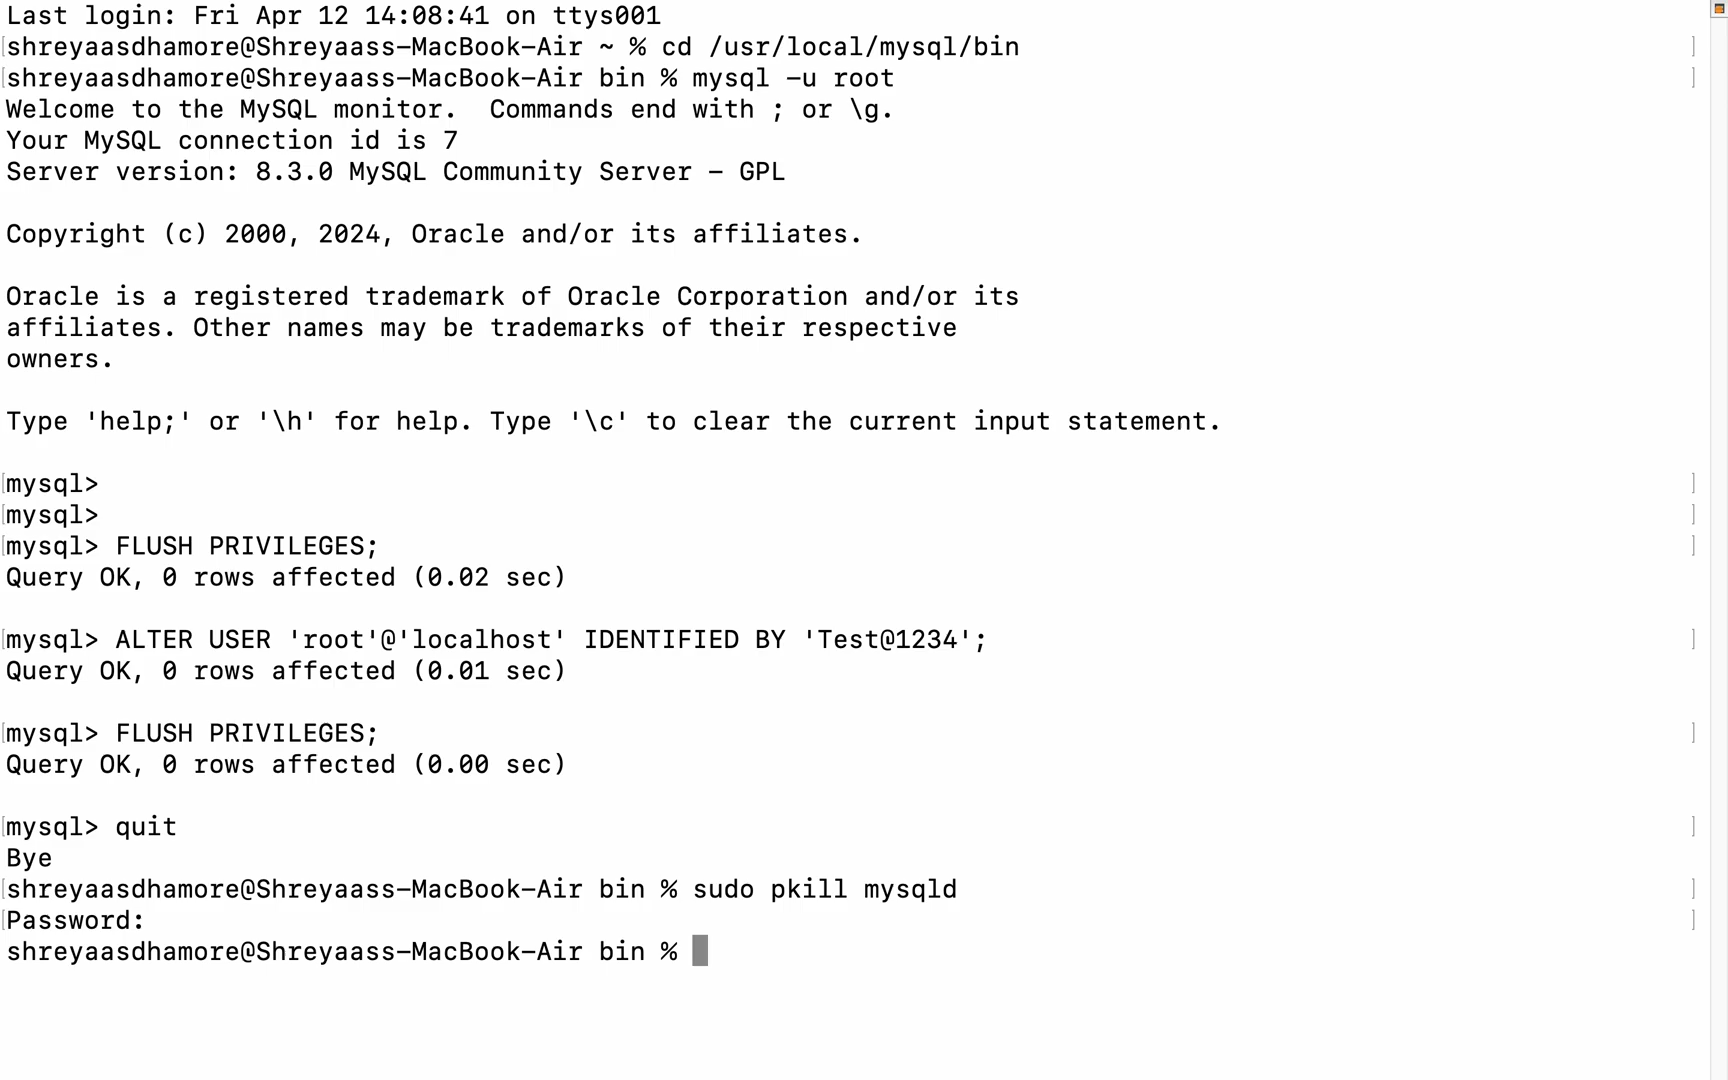 Last login: Fri Apr 12 14:08:41 on ttys001
[shreyaasdhamore@Shreyaass-MacBook-Air ~ % cd /usr/local/mysql/bin ]
[shreyaasdhamore@Shreyaass-MacBook-Air bin % mysql -u root ]
Welcome to the MySQL monitor.  Commands end with ; or \g.
Your MySQL connection id is 7
Server version: 8.3.0 MySQL Community Server - GPL

Copyright (c) 2000, 2024, Oracle and/or its affiliates.

Oracle is a registered trademark of Oracle Corporation and/or its
affiliates. Other names may be trademarks of their respective
owners.

Type 'help;' or '\h' for help. Type '\c' to clear the current input statement.

[mysql> ]
[mysql> ]
[mysql> FLUSH PRIVILEGES; ]
Query OK, 0 rows affected (0.02 sec)

[mysql> ALTER USER 'root'@'localhost' IDENTIFIED BY 'Test@1234'; ]
Query OK, 0 rows affected (0.01 sec)

[mysql> FLUSH PRIVILEGES; ]
Query OK, 0 rows affected (0.00 sec)

[mysql> quit ]
Bye
[shreyaasdhamore@Shreyaass-MacBook-Air bin % sudo pkill mysqld ]
[Password: ]
shreyaasdhamore@Shreyaass-MacBook-Air bin %